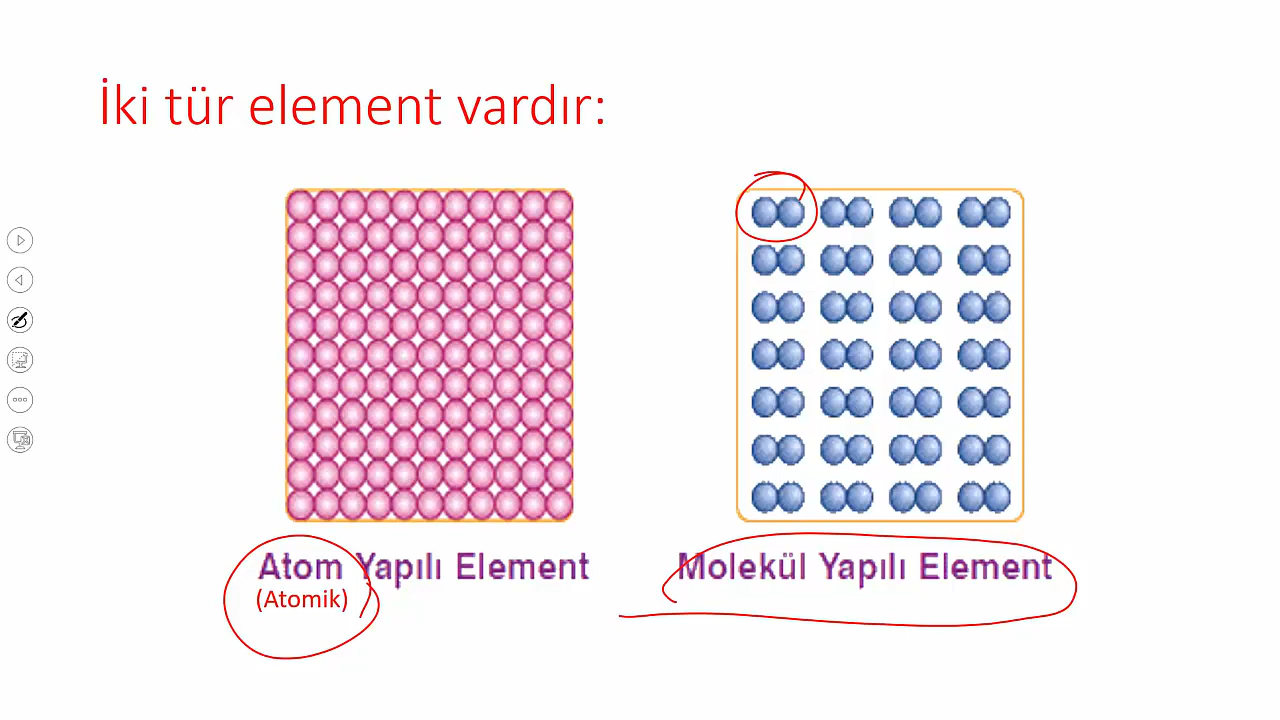 İki tür element vardır:
Atom Yapılı Element
(Atomik)
Molekül Yapılı Element